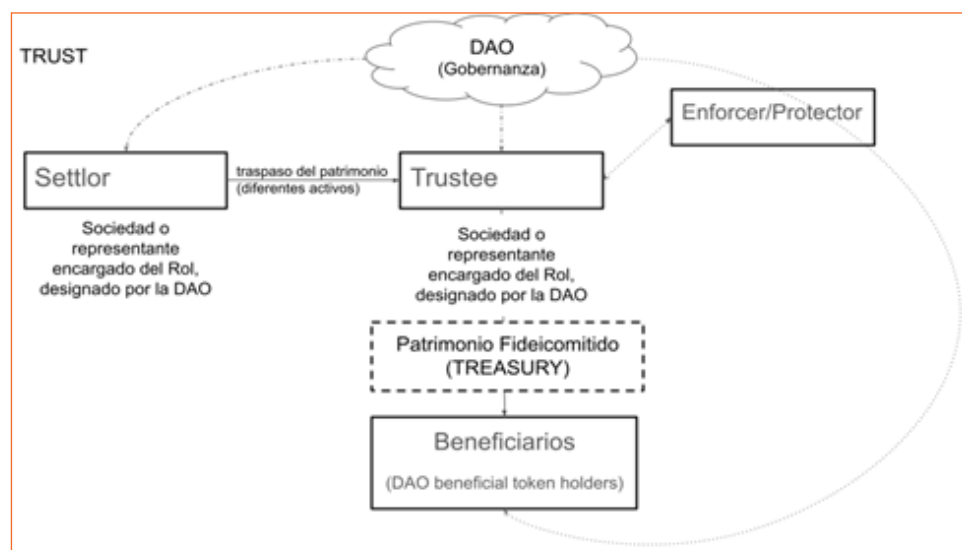 TRUST
DAO
(Gobernanza)
Enforcer/Protector
Settlor
traspaso del patrimonio
(diferentes activos)
Trustee
Sociedad o
representante
encargado del Rol,
designado por la DAO
Sociedad o
representante
encargado del Rol,
designado por la DAO
Patrimonio Fideicomitido
(TREASURY)
Beneficiarios
(DAO beneficial token holders)